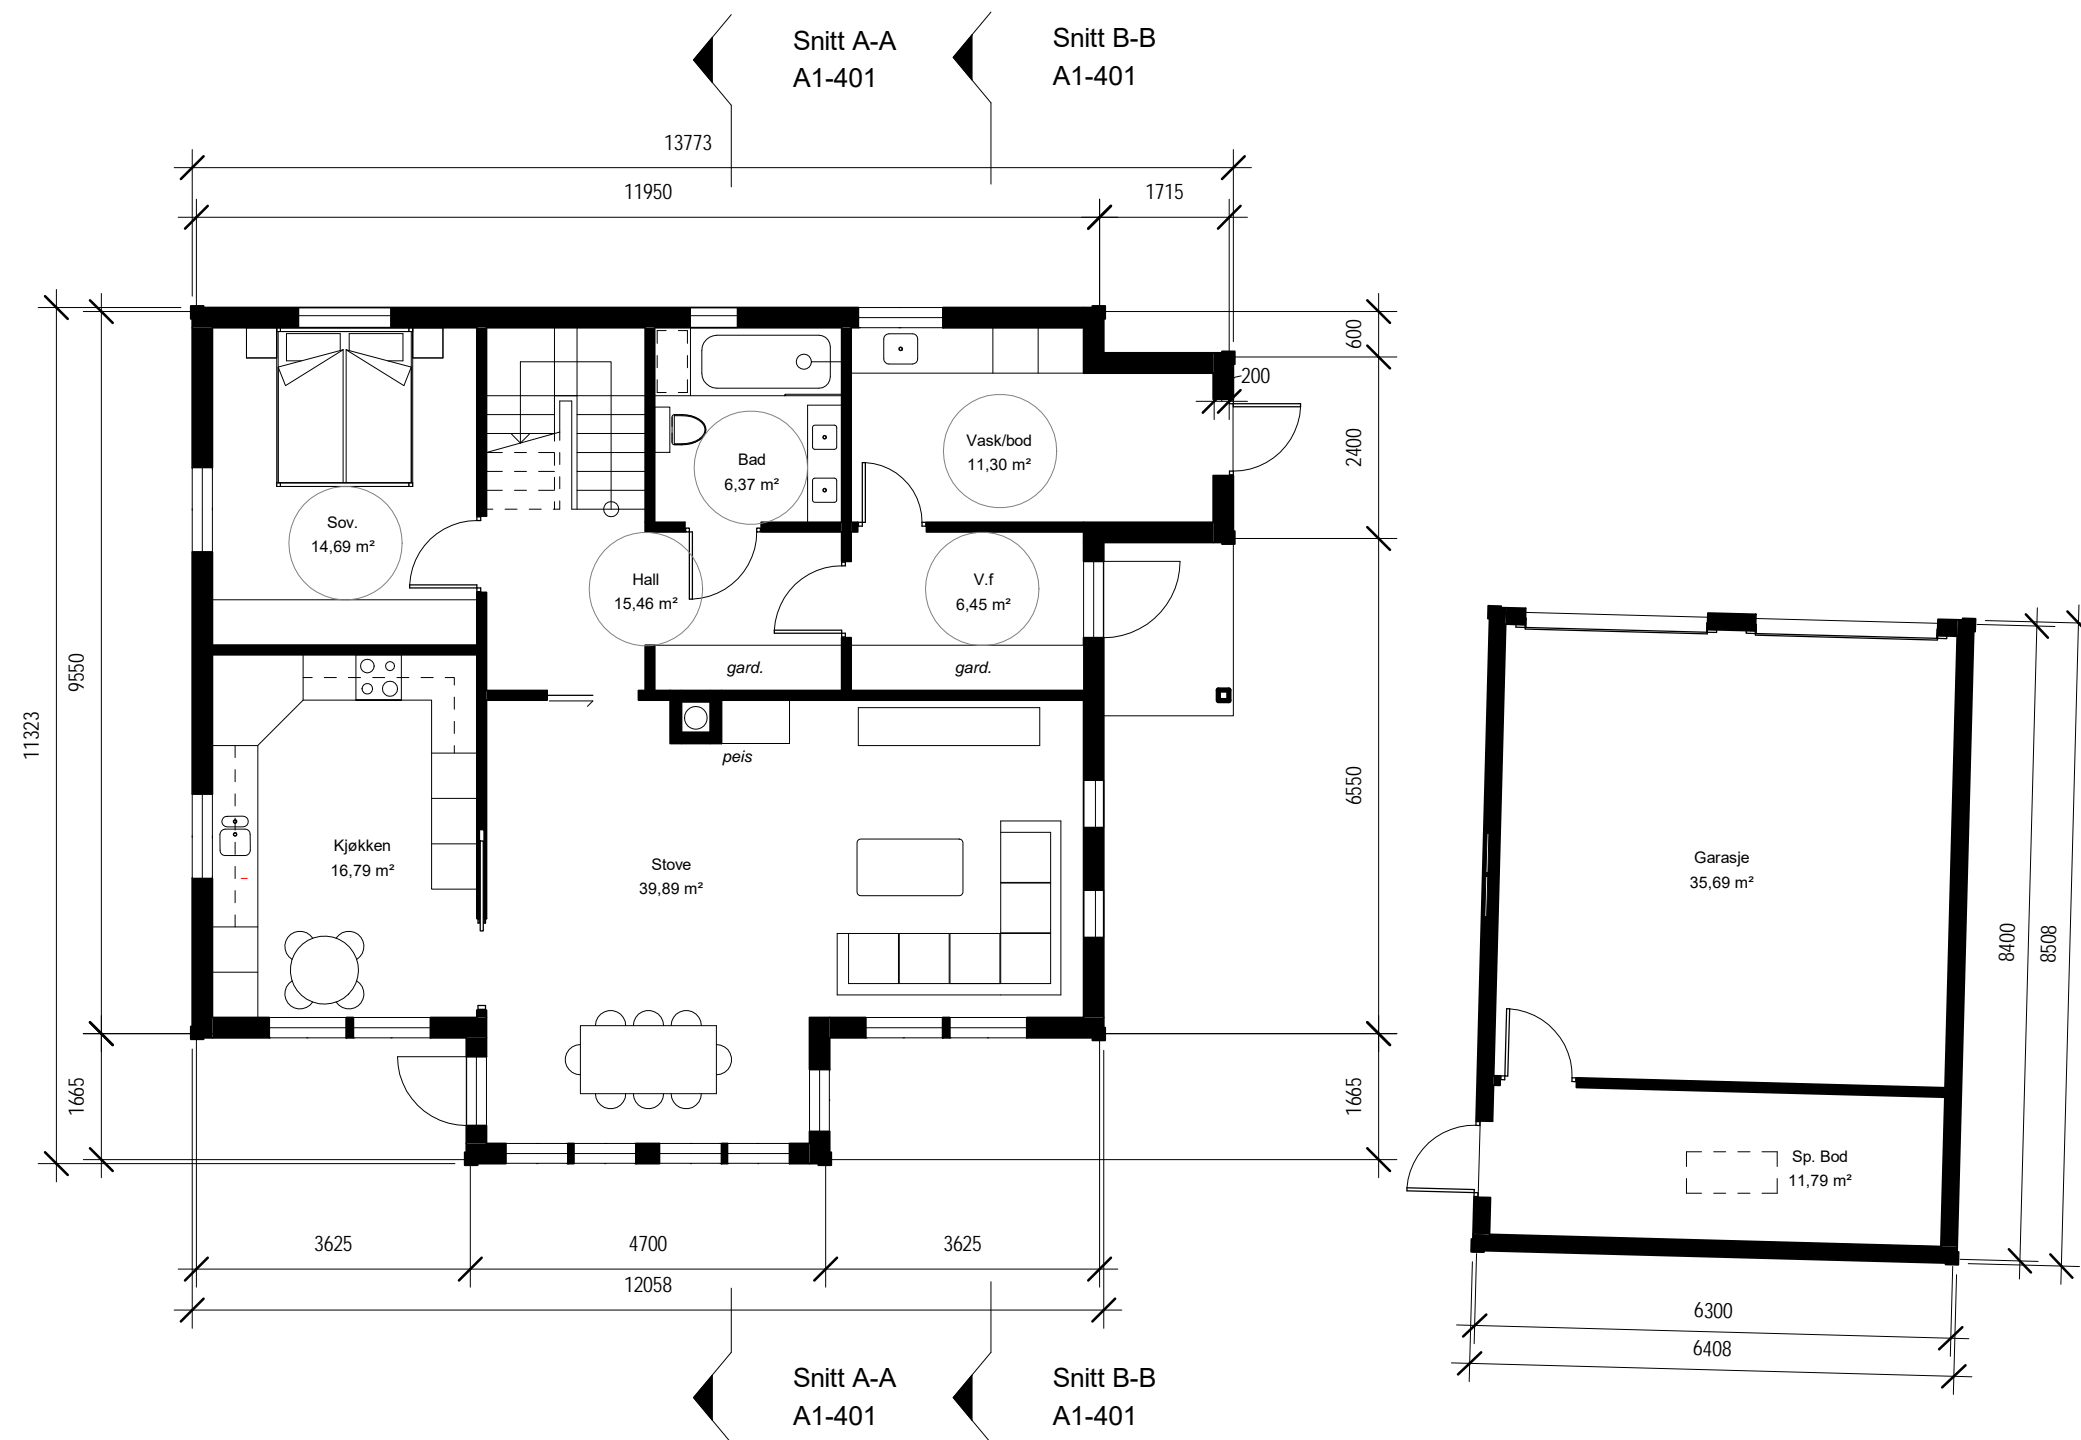 Snitt A-A
A1-401
Snitt B-B
A1-401
13773
11950
1715
600
200
2400
9550
11323
6550
1665
1665
Sov.
14,69 m²
Bad
6,37 m²
Vask/bod
11,30 m²
Hall
15,46 m²
V.f
6,45 m²
gard.
gard.
peis
Kjøkken
16,79 m²
Stove
39,89 m²
Garasje
35,69 m²
8400
8508
Sp. Bod
11,79 m²
3625
4700
3625
12058
6300
6408
Snitt A-A
A1-401
Snitt B-B
A1-401